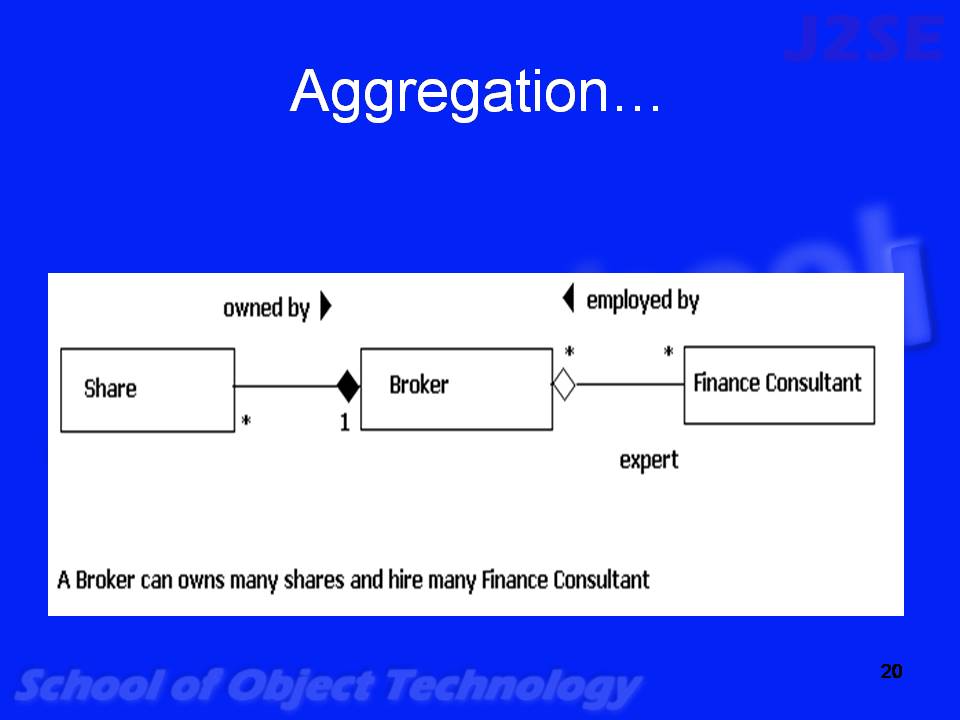 J2SE
Aggregation…
owned by
employed by
Share
*
1
Broker
*
*
Finance Consultant
expert
A Broker can owns many shares and hire many Finance Consultant
School of Object Technology
20